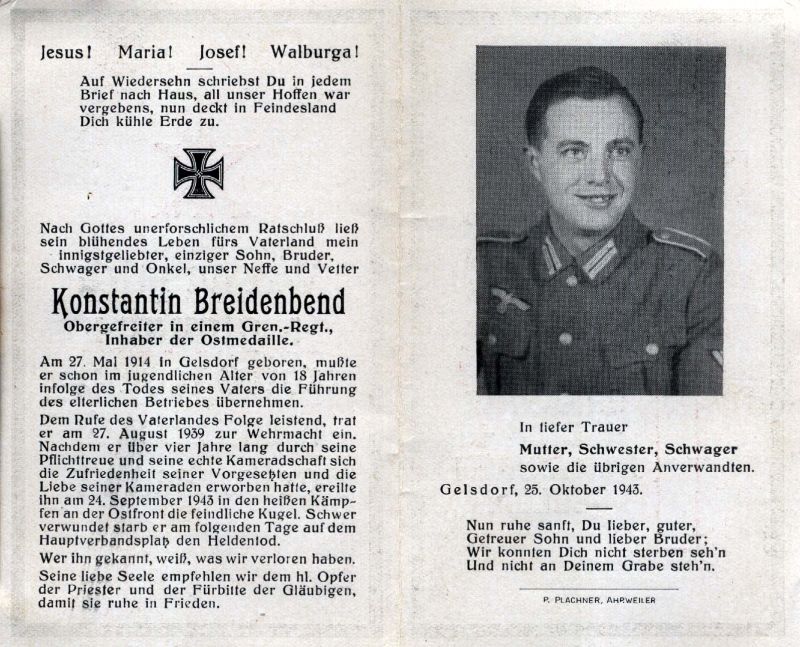 Jesus! Maria! Josef! Walburga!
Auf Wiedersehn schriebst Du in jedem
Brief nach Haus, all unser Hoffen war
vergebens, nun deckt in Feindesland
Dich kühle Erde zu.
Nach Gottes unerforschlichem Ratschluß ließ
sein blühendes Leben fürs Vaterland mein
innigstgeliebter, einziger Sohn, Bruder,
Schwager und Onkel, unser Neffe und Vetter
Konstantin Breidenbend
Obergefreiter in einem Gren.-Regt.,
Inhaber der Ostmedaille.
Am 27. Mai 1914 in Gelsdorf geboren, mußte
er schon im jugendlichen Alter von 18 Jahren
infolge des Todes seines Vaters die Führung
des elterlichen Betriebes übernehmen.
Dem Rufe des Vaterlandes Folge leistend, trat
er am 27. August 1939 zur Wehrmacht ein.
Nachdem er über vier Jahre lang durch seine
Pflichttreue und seine echte Kameradschaft sich
die Zufriedenheit seiner Vorgesetzten und die
Liebe seiner Kameraden erworben hatte, ereilte
ihn am 24. September 1943 in den heißen Kämp-
fen an der Ostfront die feindliche Kugel. Schwer
verwundet starb er am folgenden Tage auf dem
Hauptverbandsplatz den Heldentod.
Wer ihn gekannt, weiß, was wir verloren haben.
Seine liebe Seele empfehlen wir dem hl. Opfer
der Priester und der Fürbitte der Gläubigen,
damit sie ruhe in Frieden.
In tiefer Trauer
Mutter, Schwester, Schwager
sowie die übrigen Anverwandten.
Gelsdorf, 25. Oktober 1943.
Nun ruhe sanft, Du lieber, guter,
Getreuer Sohn und lieber Bruder;
Wir konnten Dich nicht sterben seh'n
Und nicht an Deinem Grabe steh'n.
P. PLACHNER, AHRWEILER